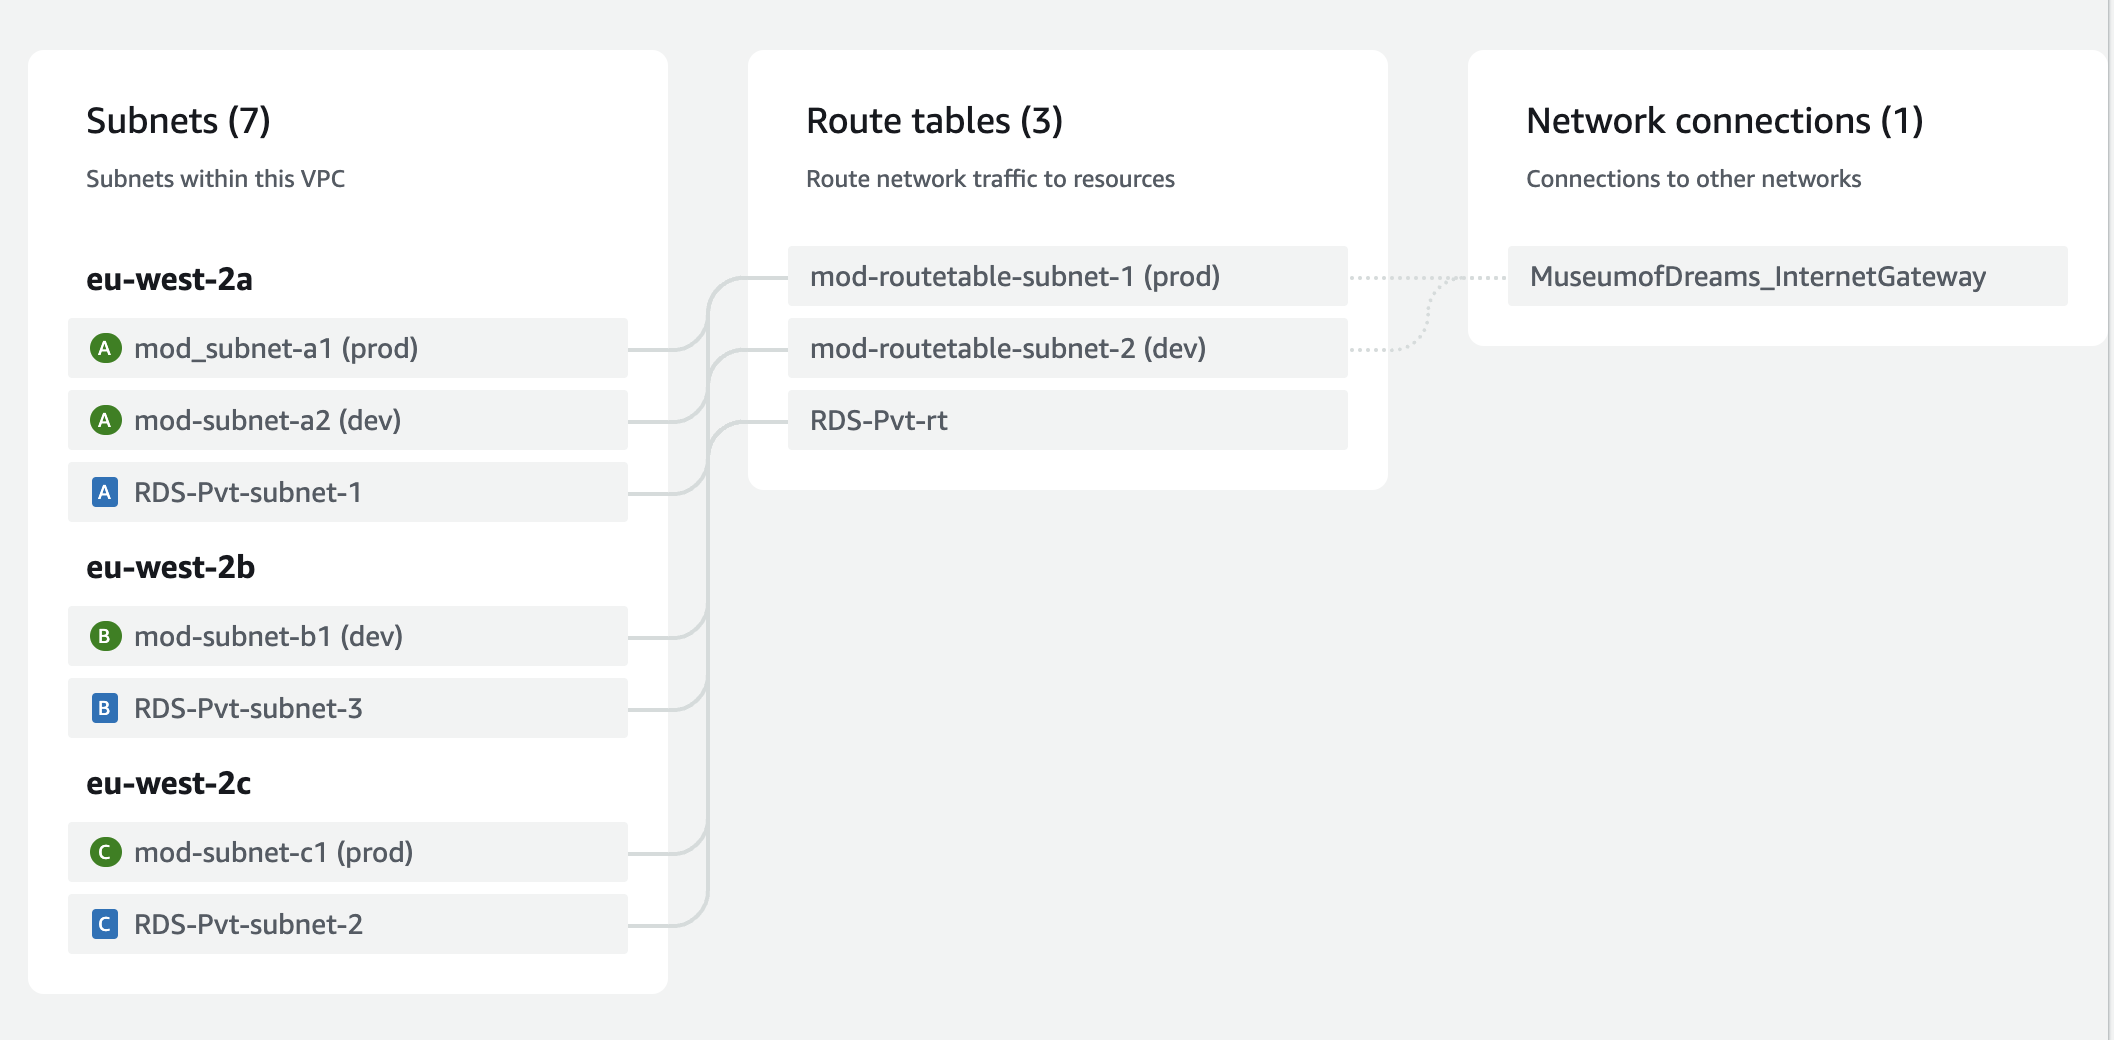 Subnets (7)
Subnets within this VPC
eu-west-2a
A mod_subnet-a1 (prod)
A mod-subnet-a2 (dev)
A RDS-Pvt-subnet-1
eu-west-2b
B mod-subnet-b1 (dev)
B RDS-Pvt-subnet-3
eu-west-2c
C mod-subnet-c1 (prod)
C RDS-Pvt-subnet-2
Route tables (3)
Route network traffic to resources
mod-routetable-subnet-1 (prod)
mod-routetable-subnet-2 (dev)
RDS-Pvt-rt
Network connections (1)
Connections to other networks
MuseumofDreams_InternetGateway